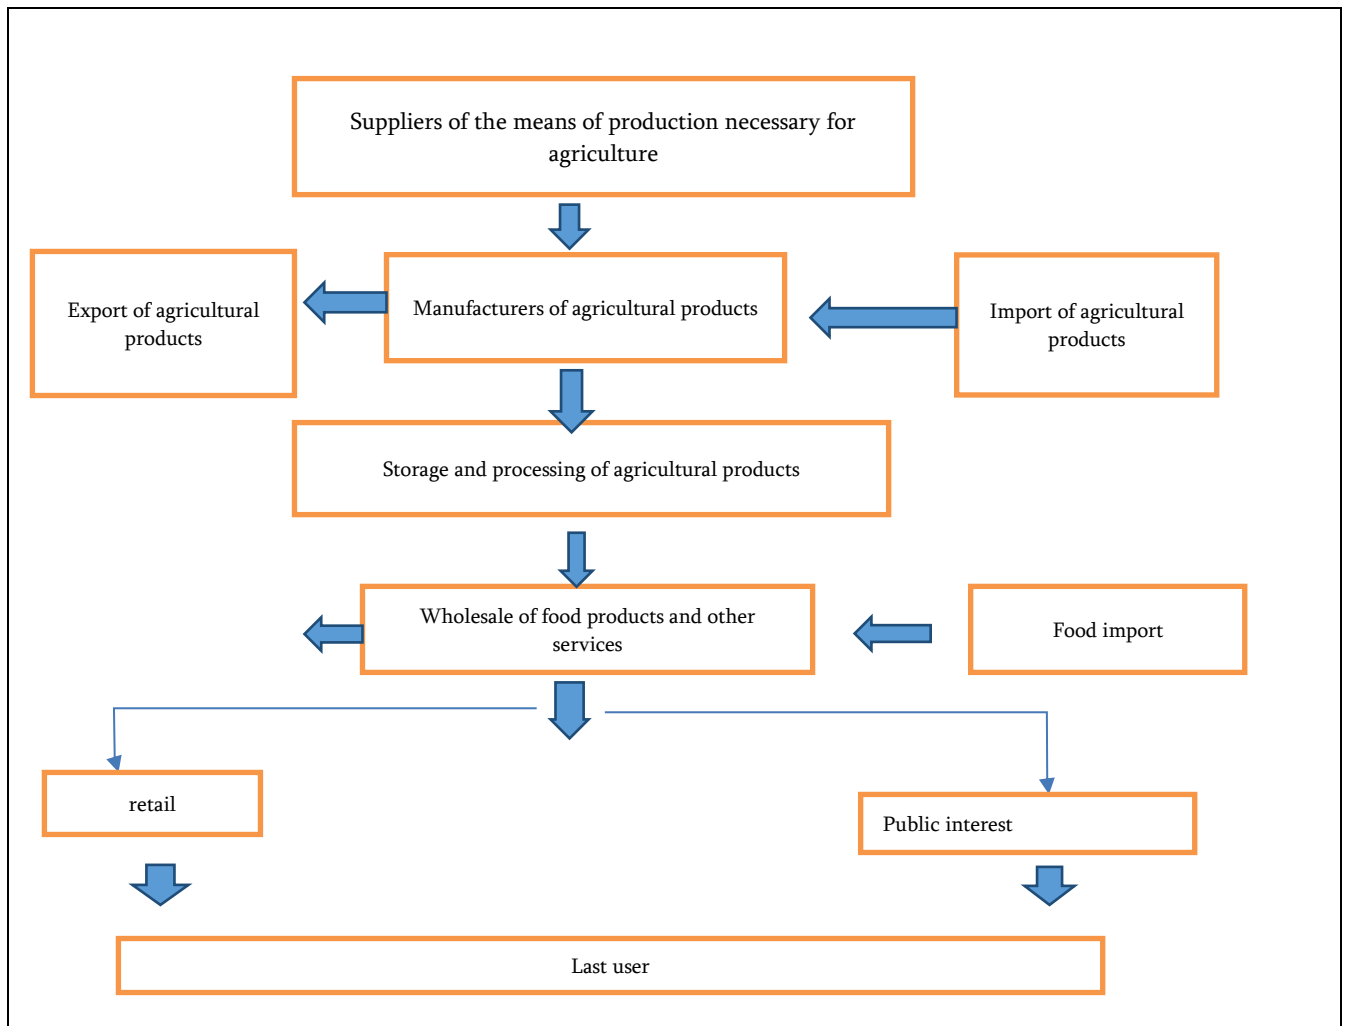 Suppliers of the means of production necessary for
agriculture
Export of agricultural
products
Manufacturers of agricultural products
Import of agricultural
products
Storage and processing of agricultural products
Wholesale of food products and other
services
Food import
retail
Public interest
Last user